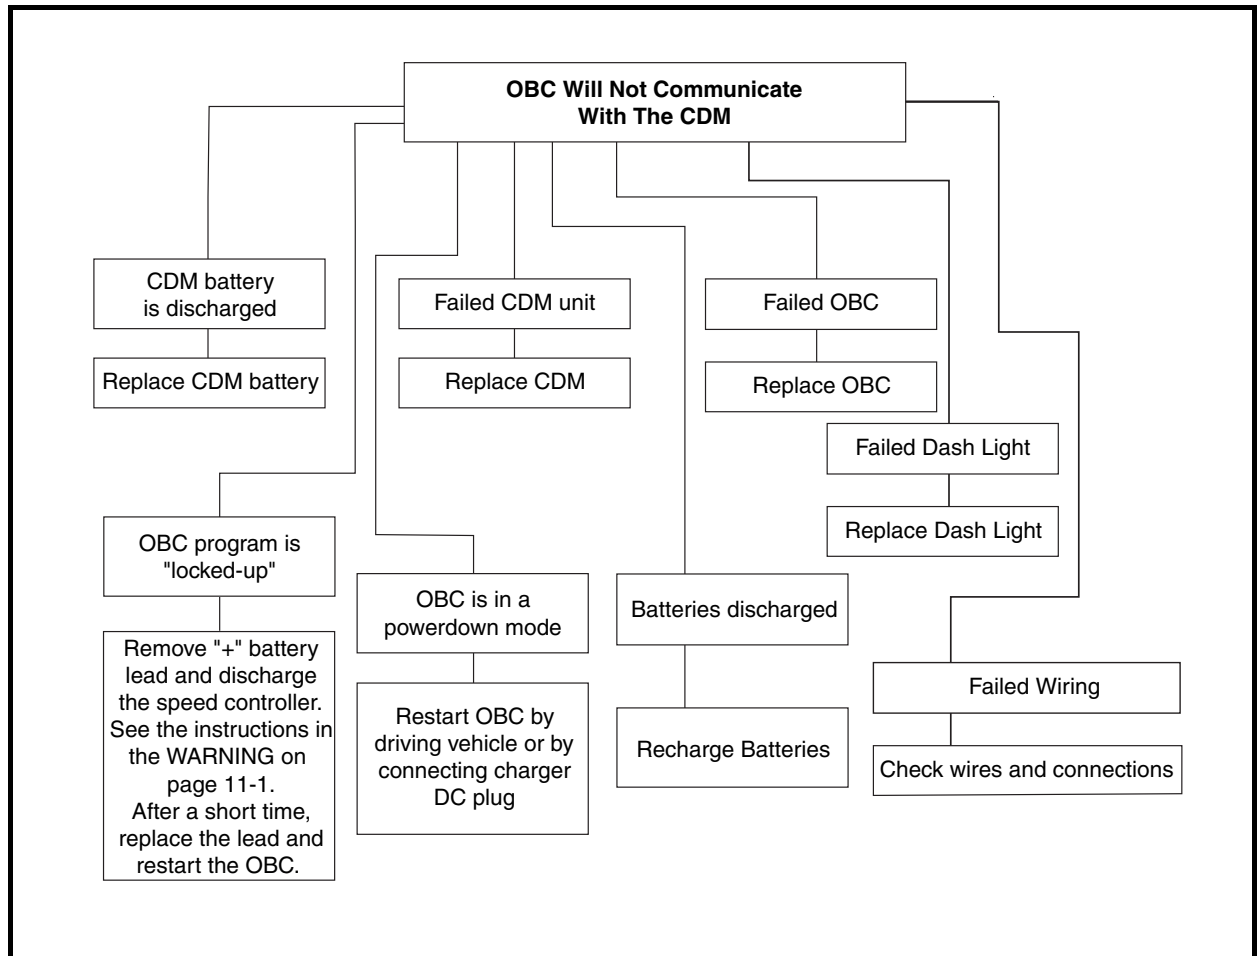 OBC Will Not Communicate
With The CDM
CDM battery
is discharged
Replace CDM battery
Failed CDM unit
Replace CDM
Failed OBC
Replace OBC
Failed Dash Light
Replace Dash Light
OBC program is
"locked-up"
Remove "+" battery
lead and discharge
the speed controller.
See the instructions in
the WARNING on
page 11-1.
After a short time,
replace the lead and
restart the OBC.
OBC is in a
powerdown mode
Restart OBC by
driving vehicle or by
connecting charger
DC plug
Batteries discharged
Recharge Batteries
Failed Wiring
Check wires and connections